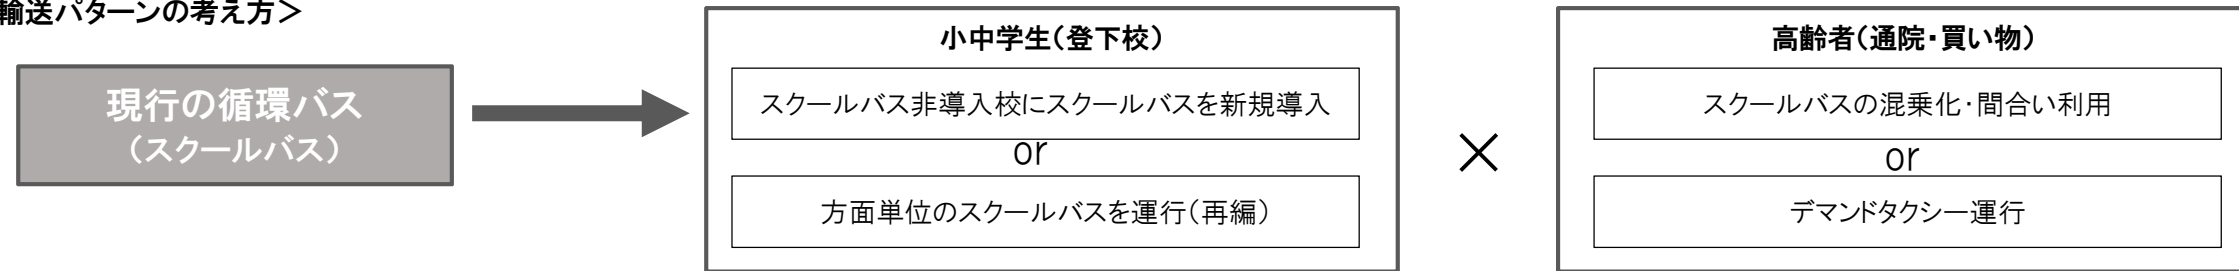 輸送パターンの考え方＞
現行の循環バス
（スクールバス）
小中学生（登下校）
スクールバス非導入校にスクールバスを新規導入
or
方面単位のスクールバスを運行（再編）
×
高齢者（通院・買い物）
スクールバスの混乗化・間合い利用
or
デマンドタクシー運行